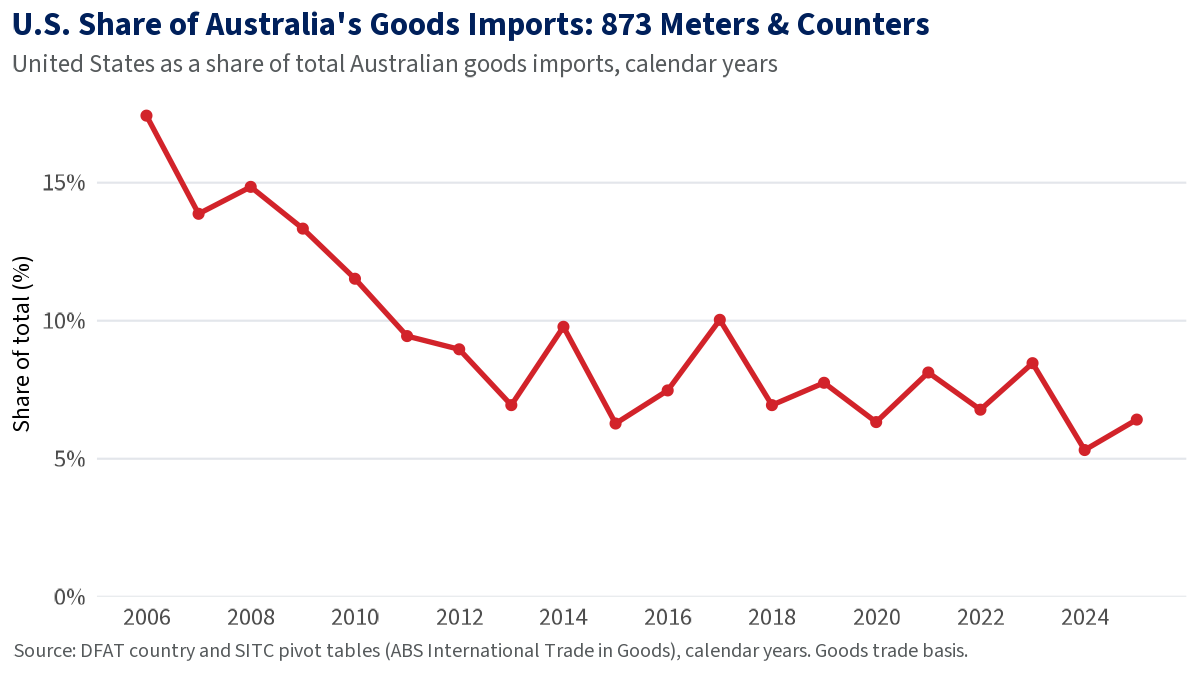 U.S. Share of Australia's Goods Imports: 873 Meters & Counters
United States as a share of total Australian goods imports, calendar years
Share of total (%)
15%
10%
5%
0%
2006 2008 2010 2012 2014 2016 2018 2020 2022 2024
Source: DFAT country and SITC pivot tables (ABS International Trade in Goods), calendar years. Goods trade basis.